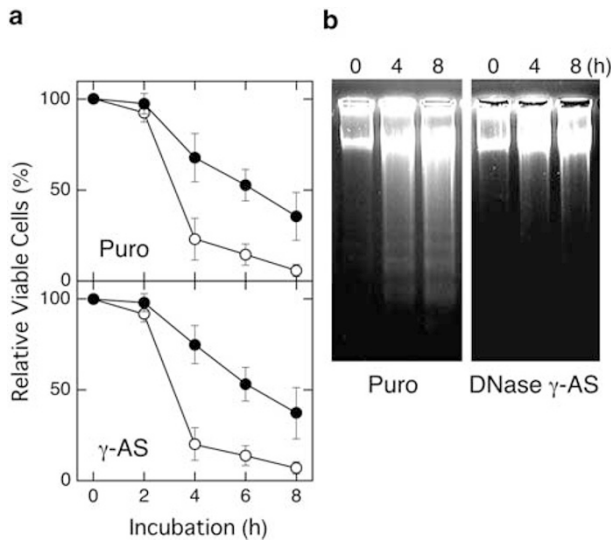 a
Relative Viable Cells (%)
100
50
0
Puro
100
50
0
γ-AS
0 2 4 6 8
Incubation (h)
b
0 4 8 0 4 8 (h)
Puro DNase γ-AS